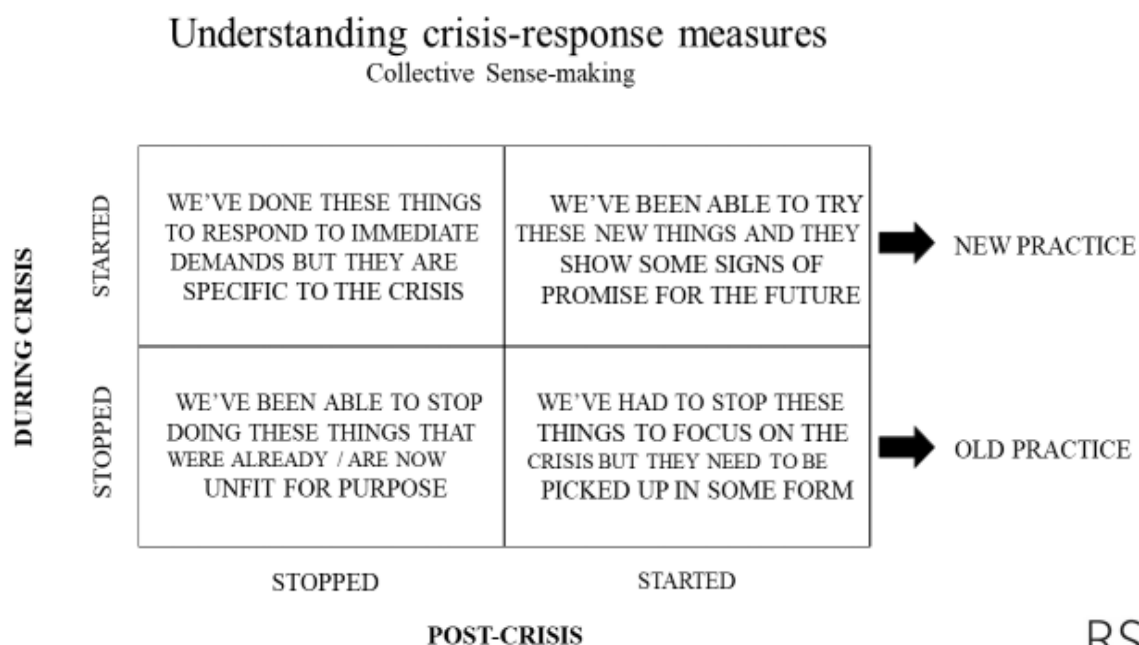 Understanding crisis-response measures
Collective Sense-making
DURING CRISIS
STARTED
WE'VE DONE THESE THINGS
TO RESPOND TO IMMEDIATE
DEMANDS BUT THEY ARE
SPECIFIC TO THE CRISIS
WE'VE BEEN ABLE TO TRY
THESE NEW THINGS AND THEY
SHOW SOME SIGNS OF
PROMISE FOR THE FUTURE
NEW PRACTICE
STOPPED
WE'VE BEEN ABLE TO STOP
DOING THESE THINGS THAT
WERE ALREADY / ARE NOW
UNFIT FOR PURPOSE
WE'VE HAD TO STOP THESE
THINGS TO FOCUS ON THE
CRISIS BUT THEY NEED TO BE
PICKED UP IN SOME FORM
OLD PRACTICE
STOPPED
STARTED
POST-CRISIS
RS